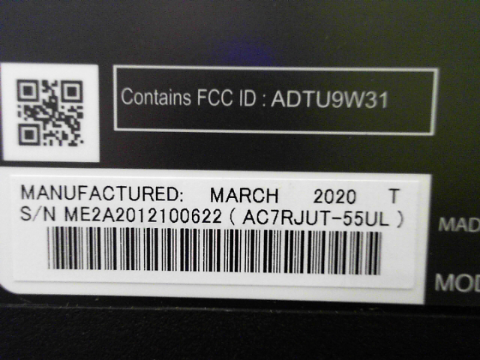 Contains FCC ID : ADTU9W31
MANUFACTURED: MARCH 2020 T
S/N ME2A2012100622 ( AC7RJUT-55UL )
MAD
MOD